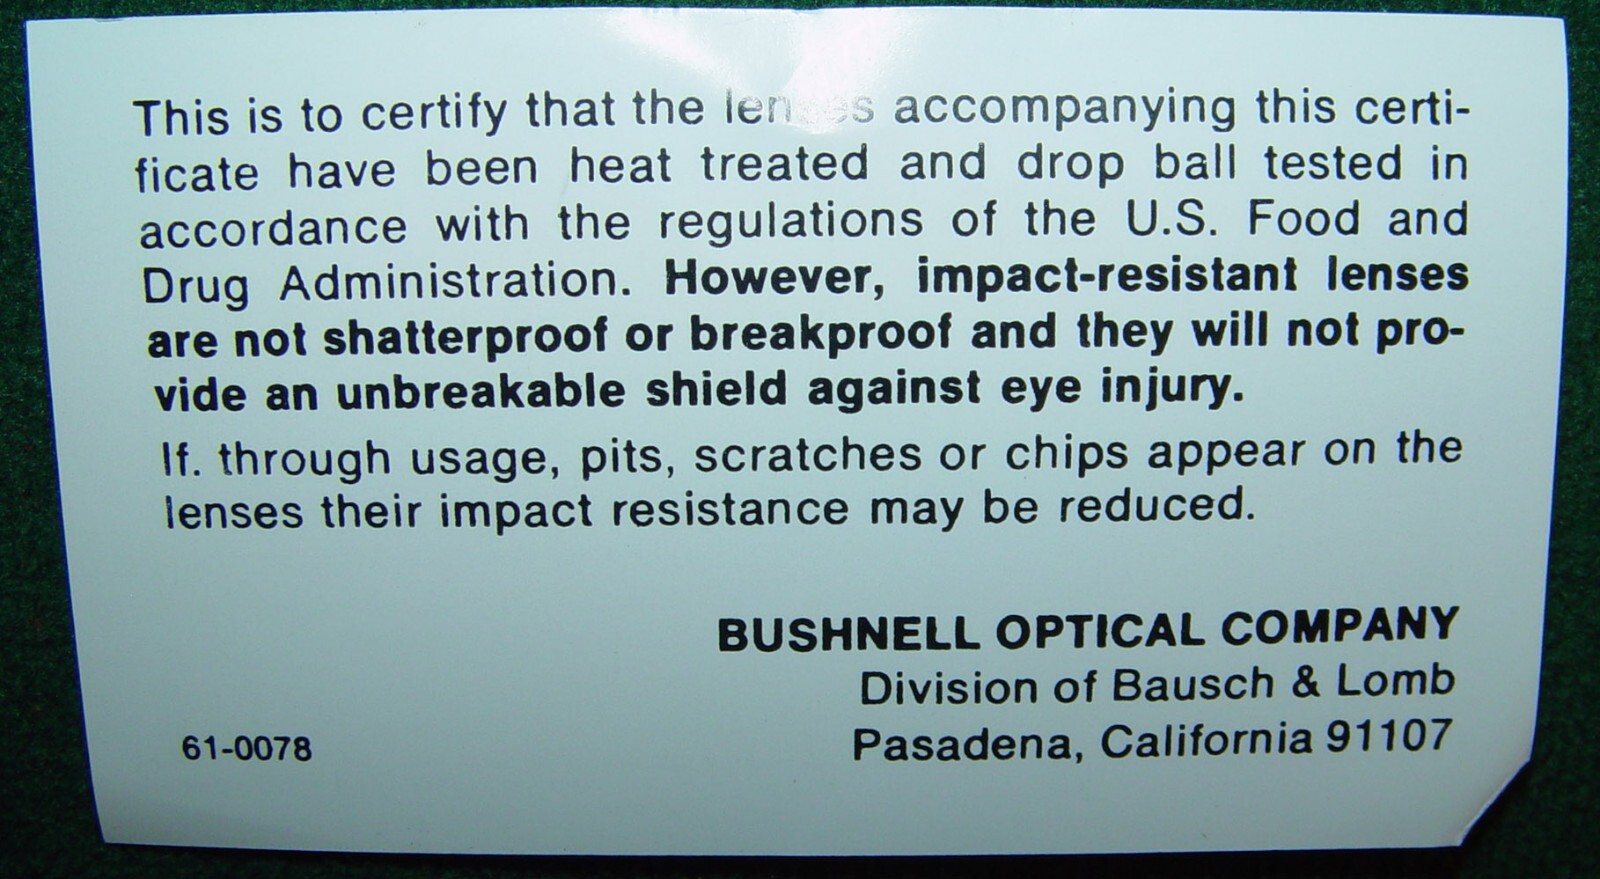 This is to certify that the lenses accompanying this certi-
ficate have been heat treated and drop ball tested in
accordance with the regulations of the U.S. Food and
Drug Administration. However, impact-resistant lenses
are not shatterproof or breakproof and they will not pro-
vide an unbreakable shield against eye injury.
If. through usage, pits, scratches or chips appear on the
lenses their impact resistance may be reduced.
BUSHNELL OPTICAL COMPANY
Division of Bausch & Lomb
61-0078 Pasadena, California 91107